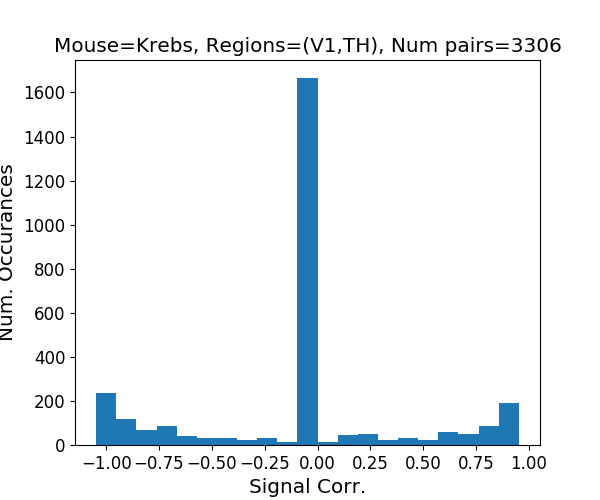 Mouse=Krebs, Regions=(V1,TH), Num pairs=3306
Num. Occurances
1600
1400
1200
1000
800
600
400
200
0
−1.00 −0.75 −0.50 −0.25 0.00 0.25 0.50 0.75 1.00
Signal Corr.